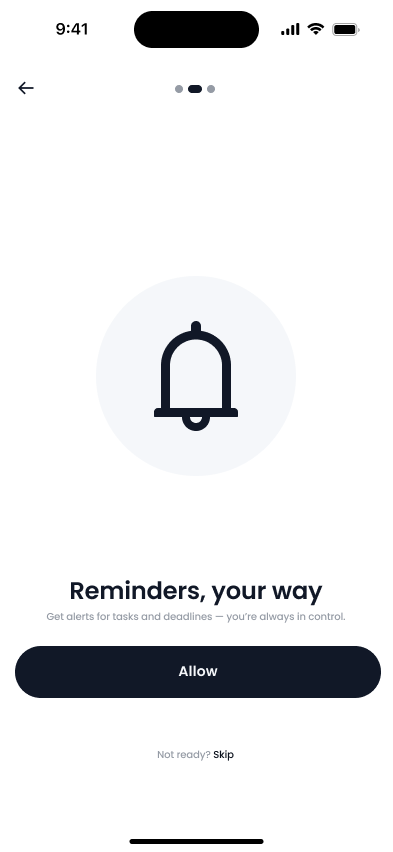 9:41
Reminders, your way
Get alerts for tasks and deadlines — you're always in control.
Allow
Not ready? Skip